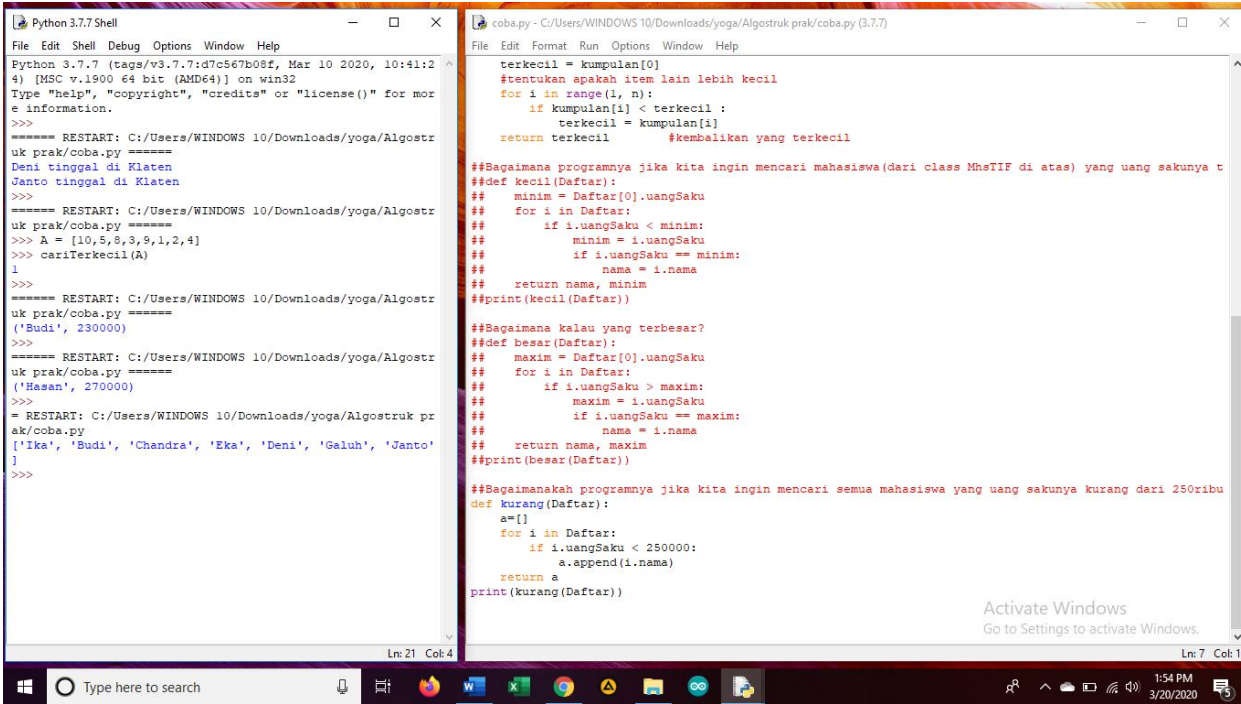 Python 3.7.7 Shell
File Edit Shell Debug Options Window Help
Python 3.7.7 (tags/v3.7.7:d7c567b08f, Mar 10 2020, 10:41:2
4) [MSC v.1900 64 bit (AMD64)] on win32
Type "help", "copyright", "credits" or "license()" for mor
e information.
>>>
====== RESTART: C:/Users/WINDOWS 10/Downloads/yoga/Algostr
uk prak/coba.py ======
Deni tinggal di Klaten
Janto tinggal di Klaten
>>>
====== RESTART: C:/Users/WINDOWS 10/Downloads/yoga/Algostr
uk prak/coba.py ======
>>> A = [10,5,8,3,9,1,2,4]
>>> cariTerkecil(A)
1
>>>
====== RESTART: C:/Users/WINDOWS 10/Downloads/yoga/Algostr
uk prak/coba.py ======
('Budi', 230000)
>>>
====== RESTART: C:/Users/WINDOWS 10/Downloads/yoga/Algostr
uk prak/coba.py ======
('Hasan', 270000)
>>>
= RESTART: C:/Users/WINDOWS 10/Downloads/yoga/Algostruk pr
ak/coba.py
['Ika', 'Budi', 'Chandra', 'Eka', 'Deni', 'Galuh', 'Janto'
]
>>>
Ln: 21 Col: 4
coba.py - C:/Users/WINDOWS 10/Downloads/yoga/Algostruk prak/coba.py (3.7.7)
File Edit Format Run Options Window Help
    terkecil = kumpulan[0]
    #tentukan apakah item lain lebih kecil
    for i in range(1, n):
        if kumpulan[i] < terkecil :
            terkecil = kumpulan[i]
    return terkecil        #kembalikan yang terkecil
##Bagaimana programnya jika kita ingin mencari mahasiswa(dari class MhsTIF di atas) yang uang sakunya t
##def kecil(Daftar):
##    minim = Daftar[0].uangSaku
##    for i in Daftar:
##        if i.uangSaku < minim:
##            minim = i.uangSaku
##            if i.uangSaku == minim:
##                nama = i.nama
##    return nama, minim
##print(kecil(Daftar))
##Bagaimana kalau yang terbesar?
##def besar(Daftar):
##    maxim = Daftar[0].uangSaku
##    for i in Daftar:
##        if i.uangSaku > maxim:
##            maxim = i.uangSaku
##            if i.uangSaku == maxim:
##                nama = i.nama
##    return nama, maxim
##print(besar(Daftar))
##Bagaimanakah programnya jika kita ingin mencari semua mahasiswa yang uang sakunya kurang dari 250ribu
def kurang(Daftar):
    a=[]
    for i in Daftar:
        if i.uangSaku < 250000:
            a.append(i.nama)
    return a
print(kurang(Daftar))
Activate Windows
Go to Settings to activate Windows.
Ln: 7 Col: 1
Type here to search
1:54 PM
3/20/2020
5